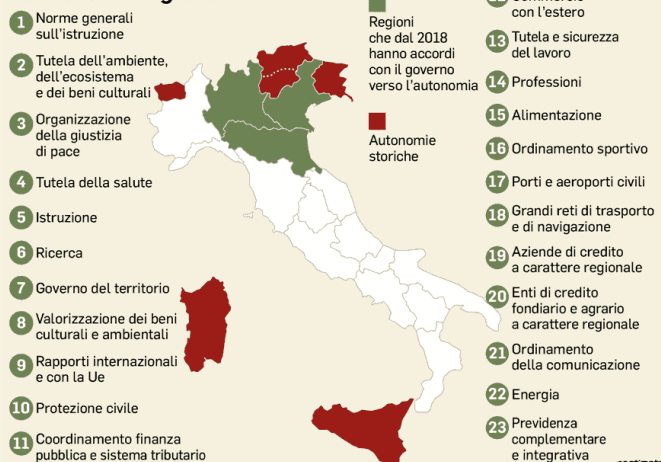 1 Norme generali
sull'istruzione
2 Tutela dell'ambiente,
dell'ecosistema
e dei beni culturali
3 Organizzazione
della giustizia
di pace
4 Tutela della salute
5 Istruzione
6 Ricerca
7 Governo del territorio
8 Valorizzazione dei beni
culturali e ambientali
9 Rapporti internazionali
e con la Ue
10 Protezione civile
11 Coordinamento finanza
pubblica e sistema tributario
Regioni
che dal 2018
hanno accordi
con il governo
verso l'autonomia
Autonomie
storiche
con l'estero
13 Tutela e sicurezza
del lavoro
14 Professioni
15 Alimentazione
16 Ordinamento sportivo
17 Porti e aeroporti civili
18 Grandi reti di trasporto
e di navigazione
19 Aziende di credito
a carattere regionale
20 Enti di credito
fondiario e agrario
a carattere regionale
21 Ordinamento
della comunicazione
22 Energia
23 Previdenza
complementare
e integrativa